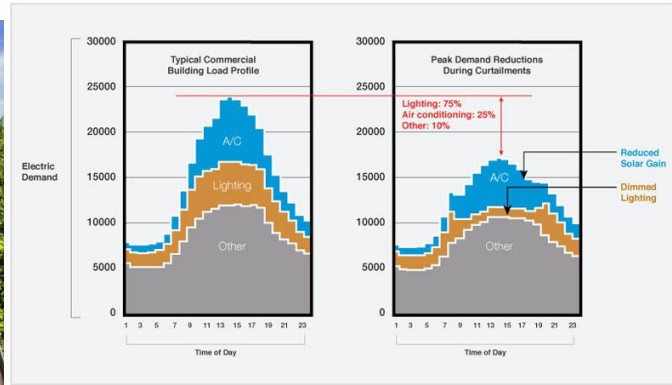 Typical Commercial
Building Load Profile
30000
25000
20000
15000
10000
5000
0
Electric
Demand
A/C
Lighting
Other
1 3 5 7 9 11 13 15 17 19 21 23
Time of Day
Peak Demand Reductions
During Curtailments
30000
25000
20000
15000
10000
5000
0
Lighting: 75%
Air conditioning: 25%
Other: 10%
A/C
Other
Reduced
Solar Gain
Dimmed
Lighting
1 3 5 7 9 11 13 15 17 19 21 23
Time of Day